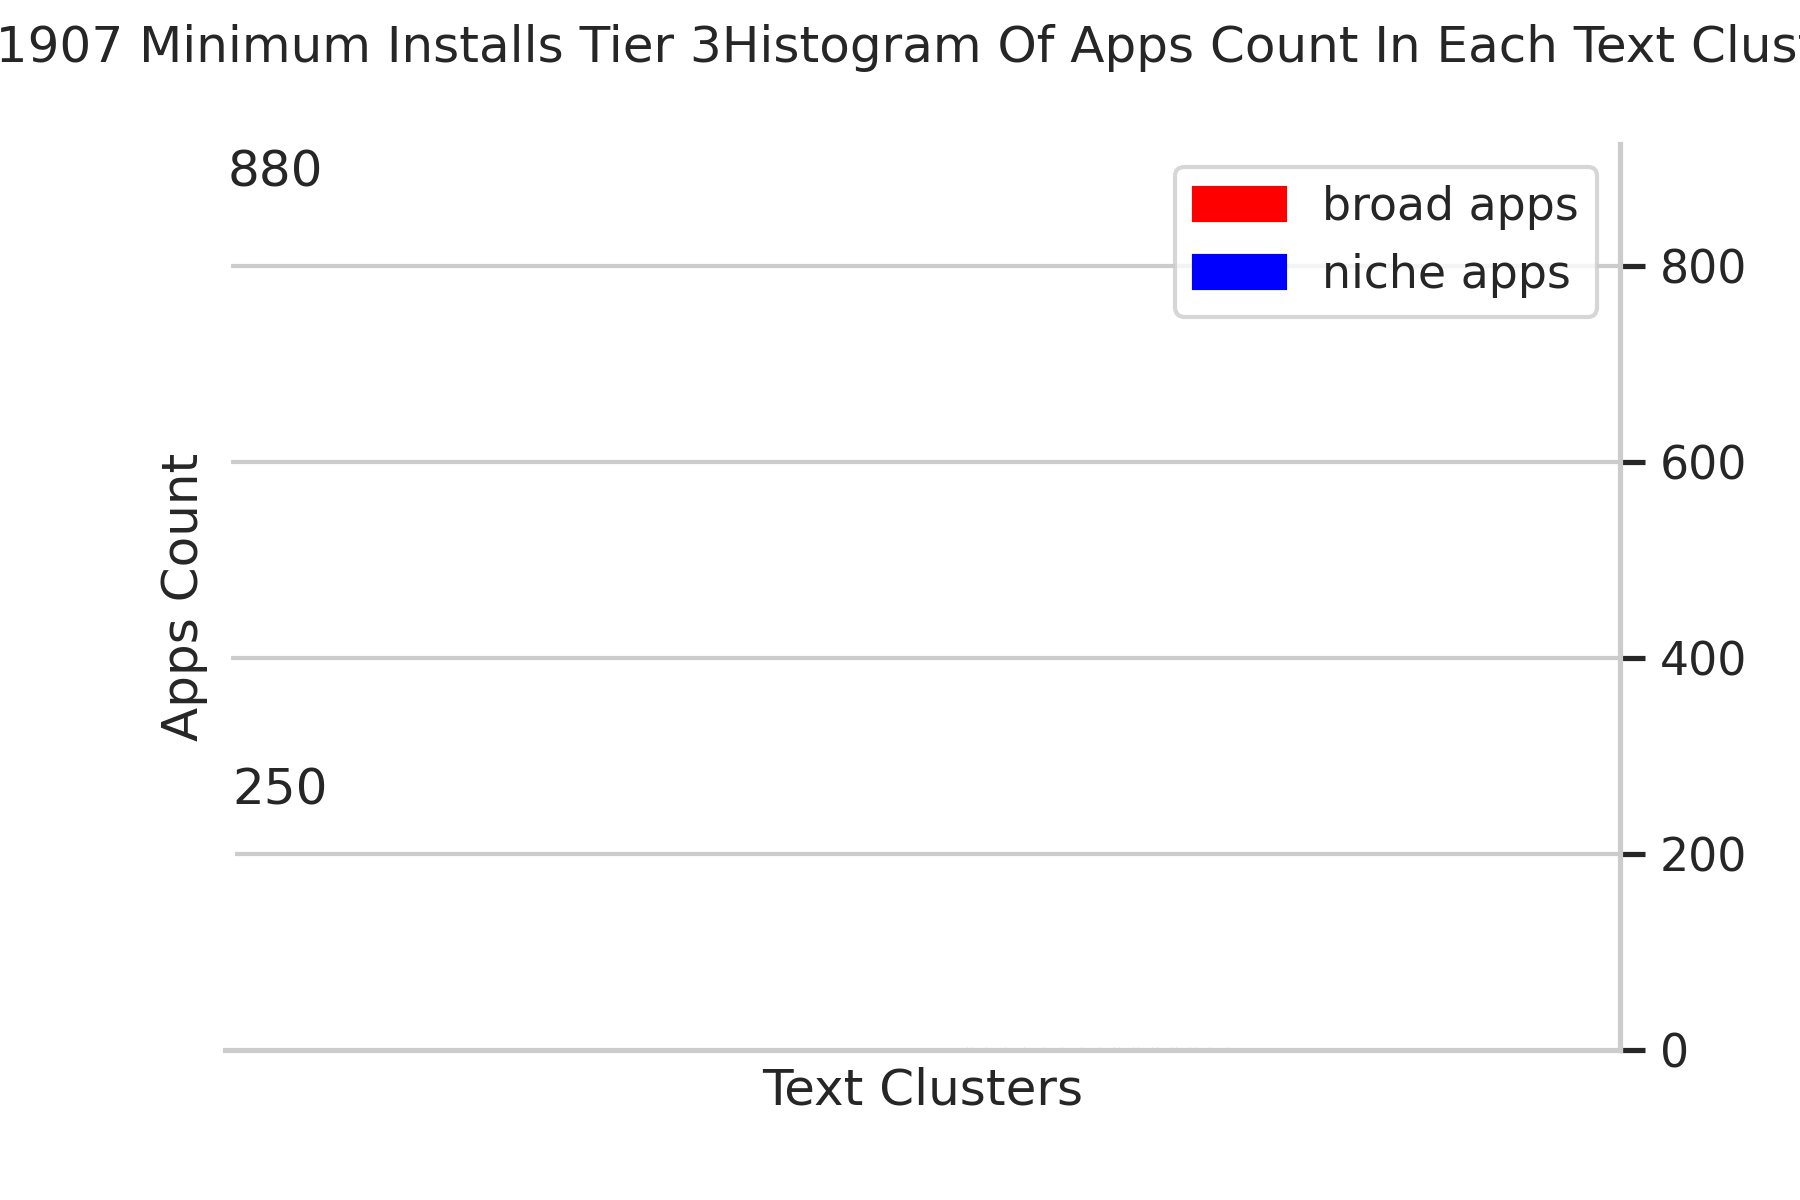 1907 Minimum Installs Tier 3Histogram Of Apps Count In Each Text Clus
880
broad apps
niche apps
800
600
400
200
0
250
Apps Count
Text Clusters